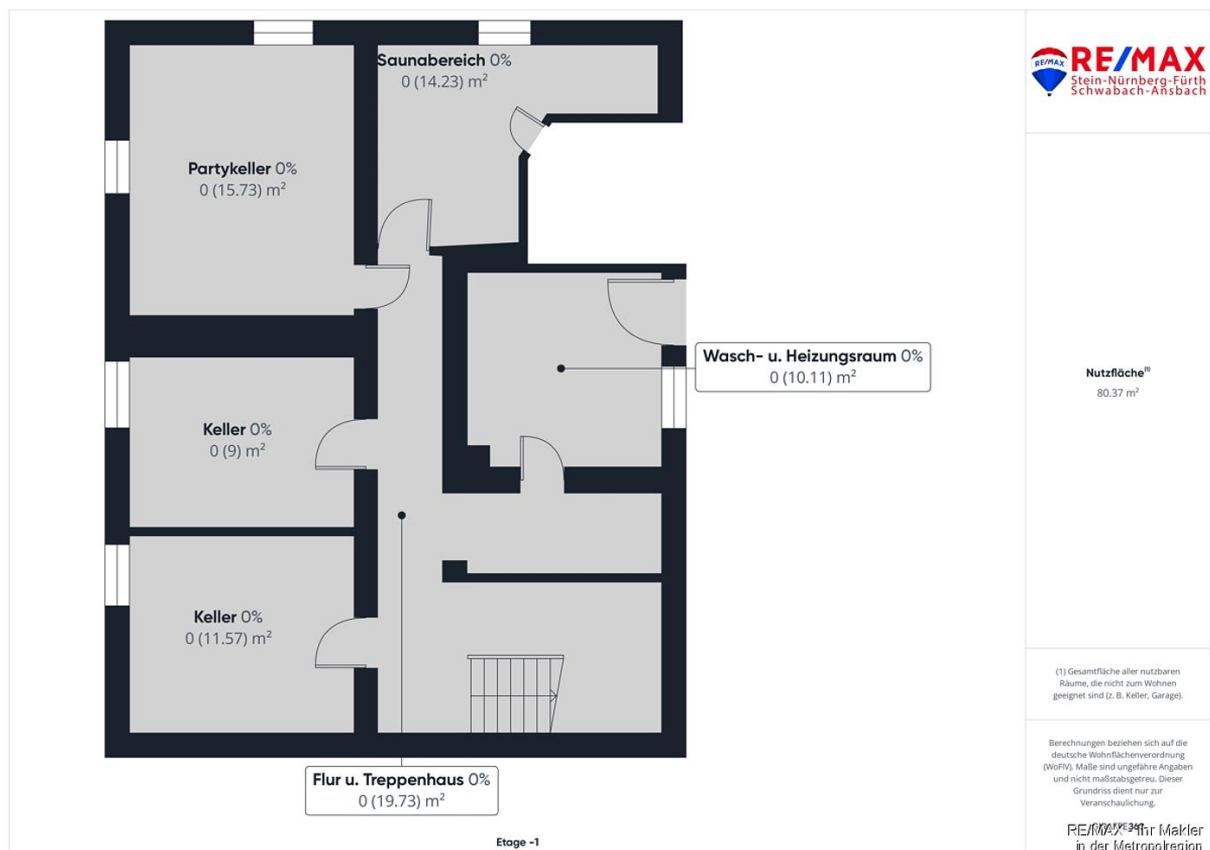 Saunabereich 0%
0 (14.23) m²
Partykeller 0%
0 (15.73) m²
Wasch- u. Heizungsraum 0%
0 (10.11) m²
Keller 0%
0 (9) m²
Keller 0%
0 (11.57) m²
Flur u. Treppenhaus 0%
0 (19.73) m²
Etage -1
RE/MAX
RE/MAX
Stein-Nürnberg-Fürth
Schwabach-Ansbach
Nutzfläche⁽¹⁾
80.37 m²
(1) Gesamtfläche aller nutzbaren
Räume, die nicht zum Wohnen
geeignet sind (z. B. Keller, Garage).
Berechnungen beziehen sich auf die
deutsche Wohnflächenverordnung
(WoFlV). Maße sind ungefähre Angaben
und nicht maßstabsgetreu. Dieser
Grundriss dient nur zur
Veranschaulichung.
RE/MAX - Ihr Makler
in der Metropolregion